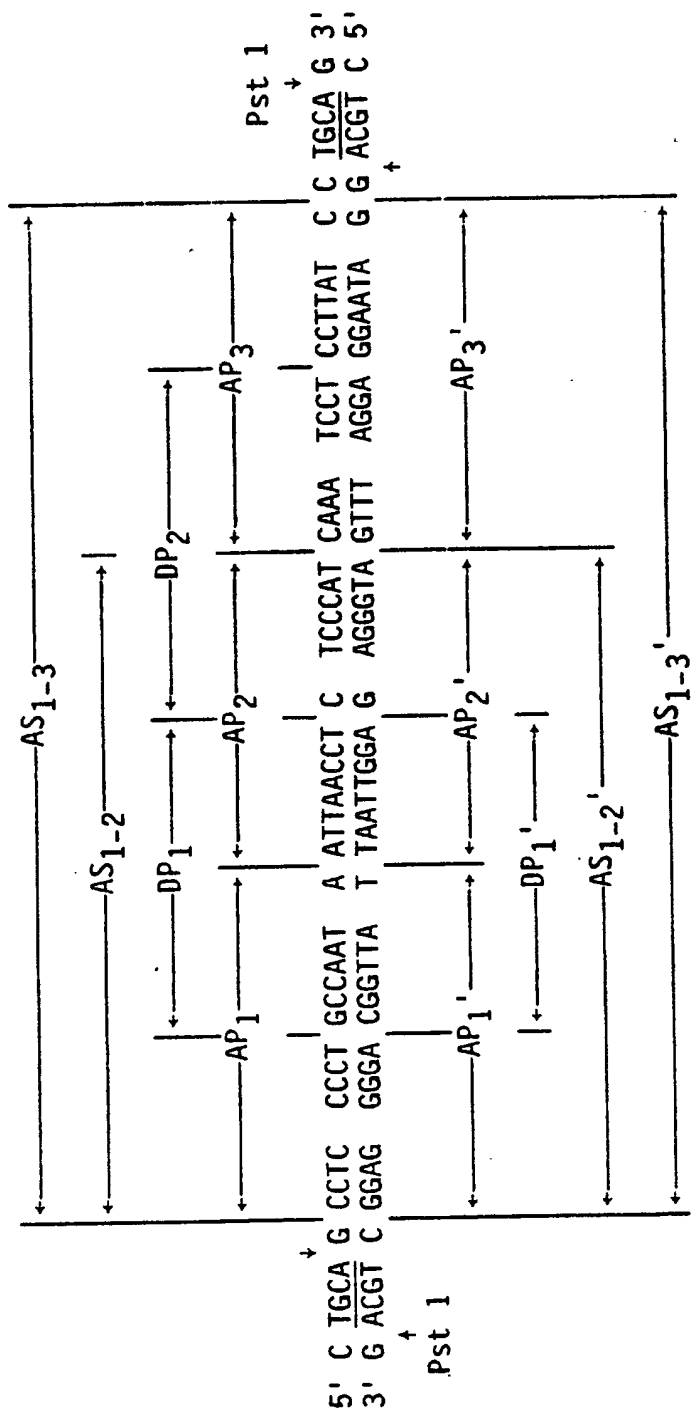 AS1-3
AS1-2
DP1 DP2
AP1 AP2 AP3
Pst 1
5' C TGCA G CCTC CCCT GCCAAT A ATTAACCT C TCCCAT CAAA TCCT CCTTAT C C TGCA G 3'
3' G ACGT C GGAG GGGA CGGTTA T TAATTGGA G AGGGTA GTTT AGGA GGAATA G G ACGT C 5'
Pst 1
AP1' AP2' AP3'
DP1'
AS1-2'
AS1-3'